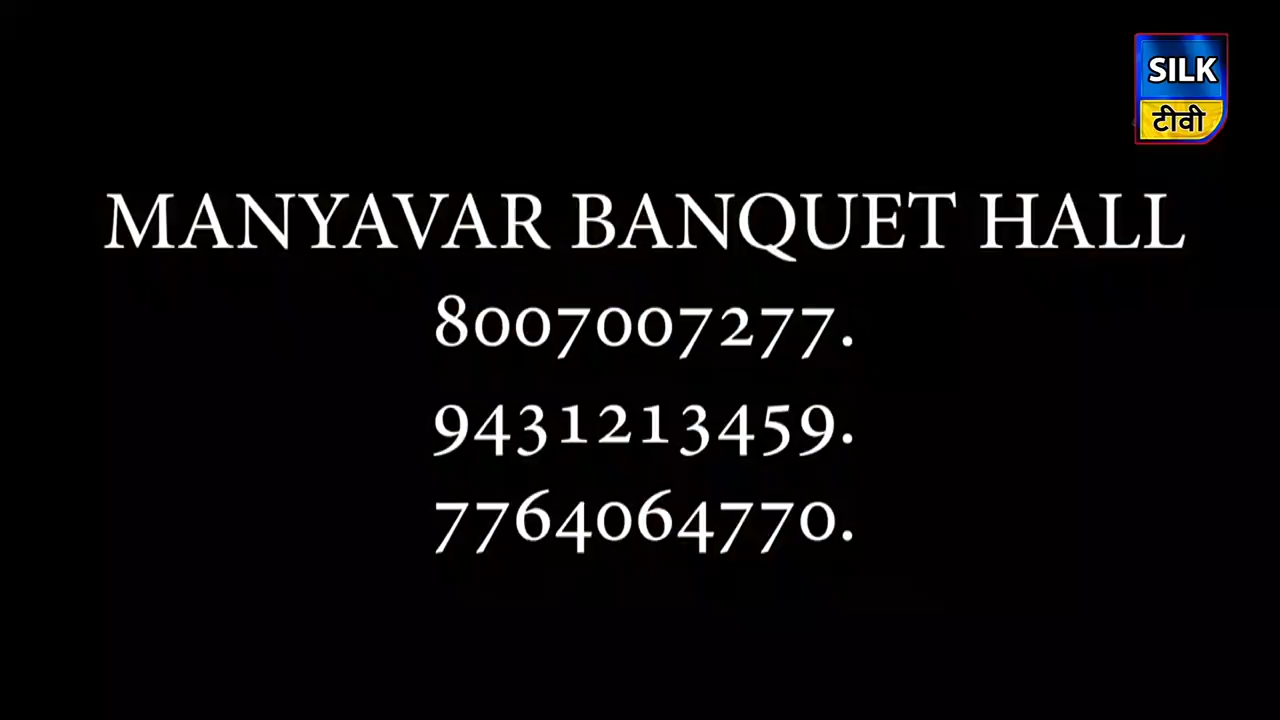 SILK
टीवी
MANYAVAR BANQUET HALL
8007007277.
9431213459.
7764064770.